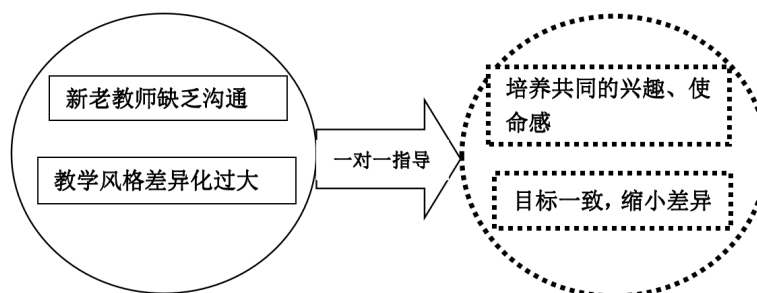 新老教师缺乏沟通
教学风格差异化过大
一对一指导
培养共同的兴趣、使
命感
目标一致，缩小差异